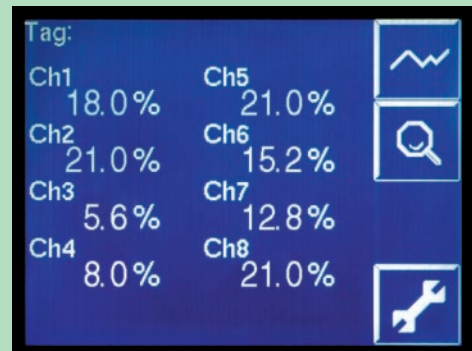 Tag:
Ch1 Ch5
18.0% 21.0%
Ch2 Ch6
21.0% 15.2%
Ch3 Ch7
5.6% 12.8%
Ch4 Ch8
8.0% 21.0%